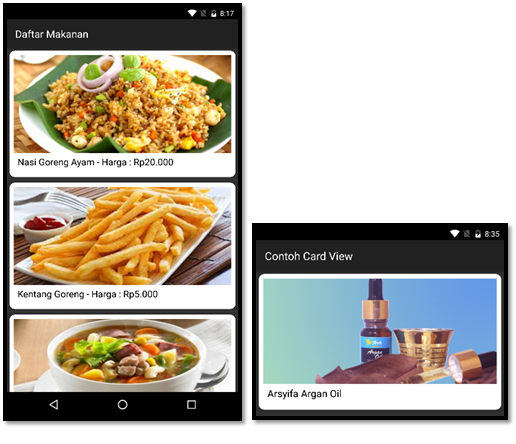 8:17
Daftar Makanan
Nasi Goreng Ayam - Harga : Rp20.000
Kentang Goreng - Harga : Rp5.000
8:35
Contoh Card View
Argan
Arsyifa Argan Oil